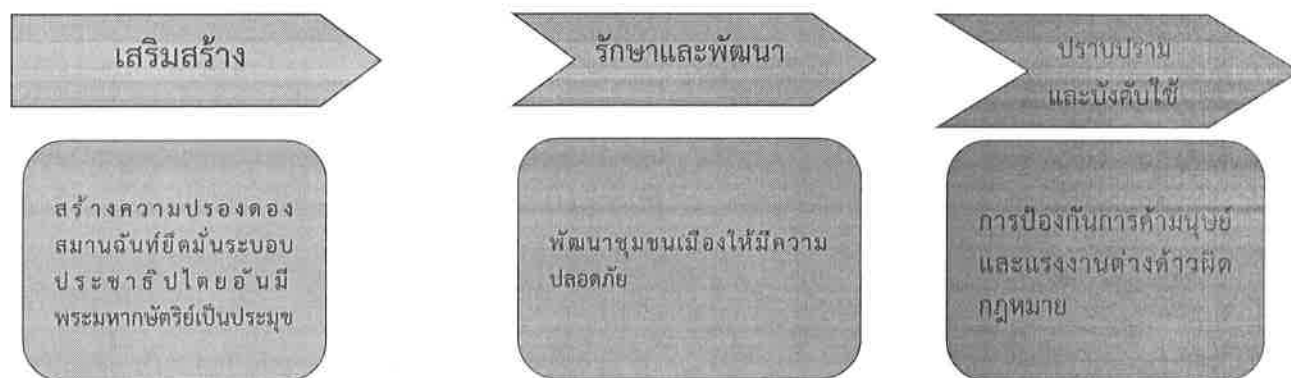 เสริมสร้าง
รักษาและพัฒนา
ปราบปราม
และบังคับใช้
สร้างความปรองดอง
สมานฉันท์ยึดมั่นระบอบ
ประชาธิปไตยอันมี
พระมหากษัตริย์เป็นประมุข
พัฒนาชุมชนเมืองให้มีความ
ปลอดภัย
การป้องกันการค้ามนุษย์
และแรงงานต่างด้าวผิด
กฎหมาย